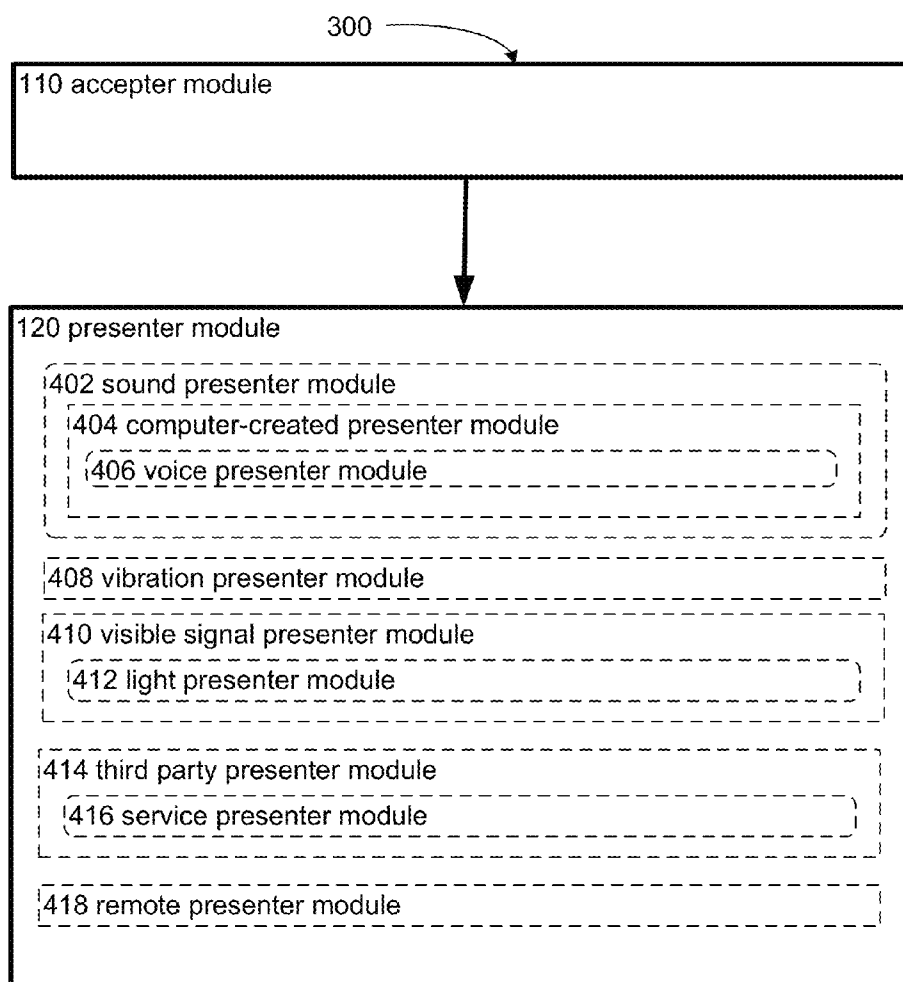 300
110 accepter module
120 presenter module
402 sound presenter module
404 computer-created presenter module
406 voice presenter module
408 vibration presenter module
410 visible signal presenter module
412 light presenter module
414 third party presenter module
416 service presenter module
418 remote presenter module